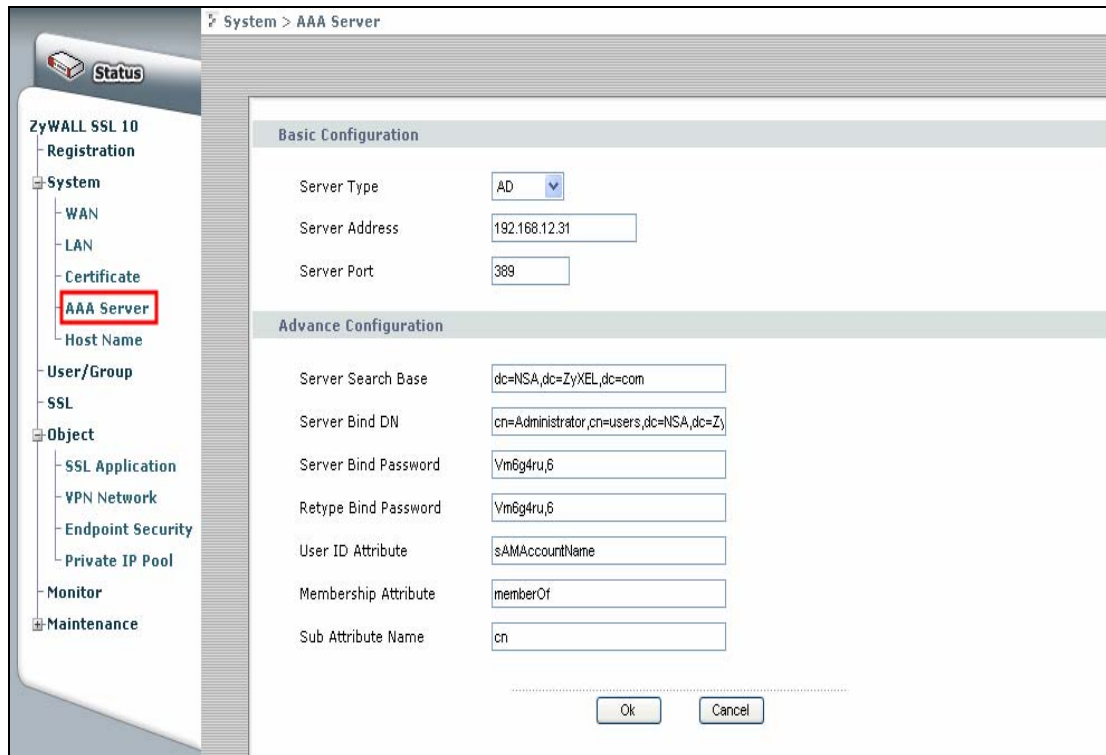 System > AAA Server
Status
ZyWALL SSL 10
Registration
System
WAN
LAN
Certificate
AAA Server
Host Name
User/Group
SSL
Object
SSL Application
VPN Network
Endpoint Security
Private IP Pool
Monitor
Maintenance
Basic Configuration
Server Type AD
Server Address 192.168.12.31
Server Port 389
Advance Configuration
Server Search Base dc=NSA,dc=ZyXEL,dc=com
Server Bind DN cn=Administrator,cn=users,dc=NSA,dc=Zy
Server Bind Password Vm6g4ru,6
Retype Bind Password Vm6g4ru,6
User ID Attribute sAMAccountName
Membership Attribute memberOf
Sub Attribute Name cn
Ok Cancel